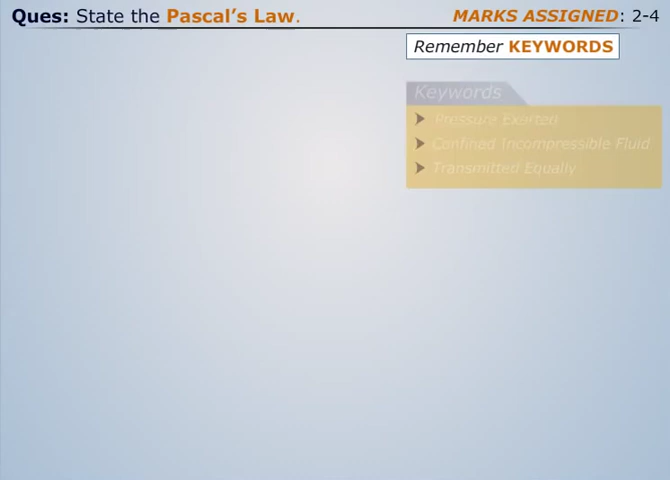 Ques: State the Pascal’s Law.
MARKS ASSIGNED: 2-4
Remember KEYWORDS
Keywords
Pressure Exerted
Confined Incompressible Fluid
Transmitted Equally